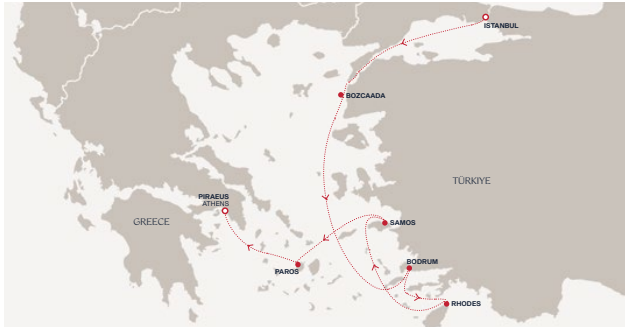 ISTANBUL
BOZCAADA
TÜRKIYE
PIRAEUS
ATHENS
GREECE
SAMOS
BODRUM
PAROS
RHODES